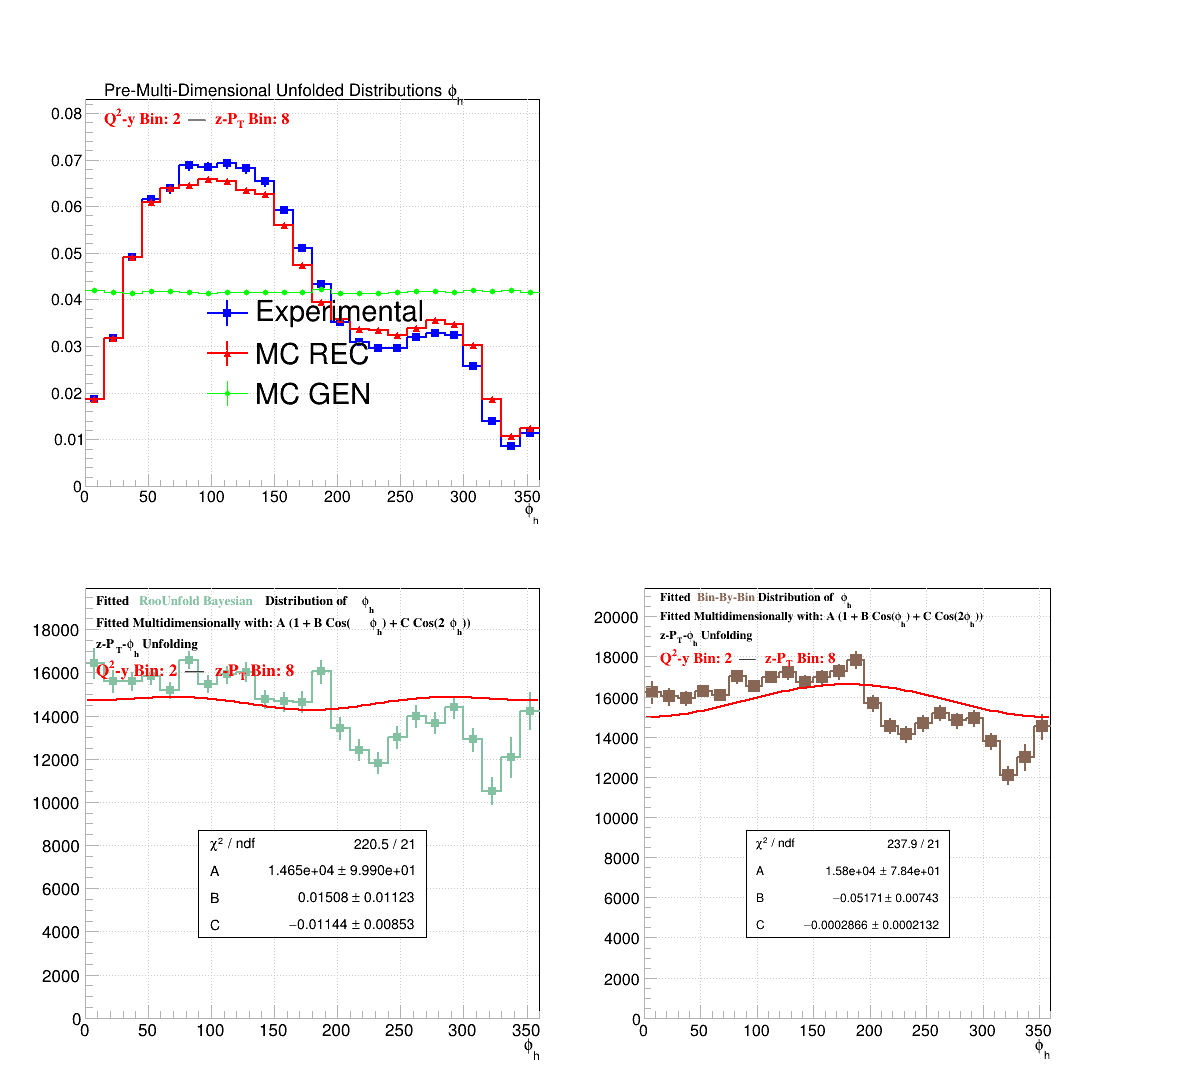 Pre-Multi-Dimensional Unfolded Distributions ϕh
Q2-y Bin: 2 — z-PT Bin: 8
0.08
0.07
0.06
0.05
0.04
0.03
0.02
0.01
0
Experimental
MC REC
MC GEN
0 50 100 150 200 250 300 350
ϕh
Fitted RooUnfold Bayesian Distribution of ϕh
Fitted Multidimensionally with: A (1 + B Cos( ϕh) + C Cos(2 ϕh))
z-PT-ϕh Unfolding
Q2-y Bin: 2 — z-PT Bin: 8
18000
16000
14000
12000
10000
8000
6000
4000
2000
0
χ2 / ndf 220.5 / 21
A 1.465e+04 ± 9.990e+01
B 0.01508 ± 0.01123
C −0.01144 ± 0.00853
0 50 100 150 200 250 300 350
ϕh
Fitted Bin-By-Bin Distribution of ϕh
Fitted Multidimensionally with: A (1 + B Cos(ϕh) + C Cos(2ϕh))
z-PT-ϕh Unfolding
Q2-y Bin: 2 — z-PT Bin: 8
20000
18000
16000
14000
12000
10000
8000
6000
4000
2000
0
χ2 / ndf 237.9 / 21
A 1.58e+04 ± 7.84e+01
B −0.05171 ± 0.00743
C −0.0002866 ± 0.0002132
0 50 100 150 200 250 300 350
ϕh